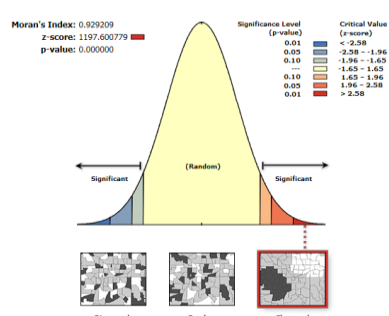 Moran's Index: 0.929209
z-score: 1197.600779
p-value: 0.000000
Significance Level (p-value)
Critical Value (z-score)
0.01 < -2.58
0.05 -2.58 - -1.96
0.10 -1.96 - -1.65
--- -1.65 - 1.65
0.10 1.65 - 1.96
0.05 1.96 - 2.58
0.01 > 2.58
(Random)
Significant
Significant